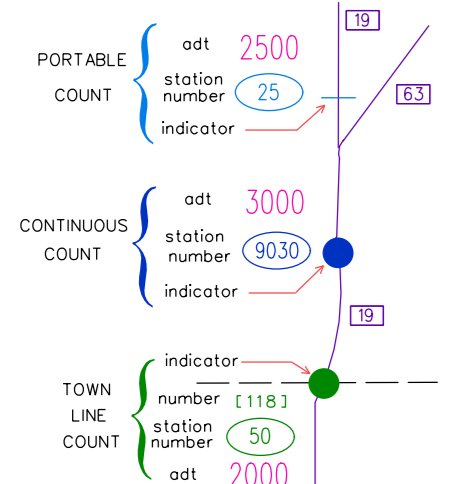 19
adt 2500
PORTABLE
COUNT
station
number 25
63
indicator
adt 3000
CONTINUOUS
COUNT
station
number 9030
indicator
19
indicator
TOWN
LINE
COUNT
number [118]
station
number 50
adt 2000